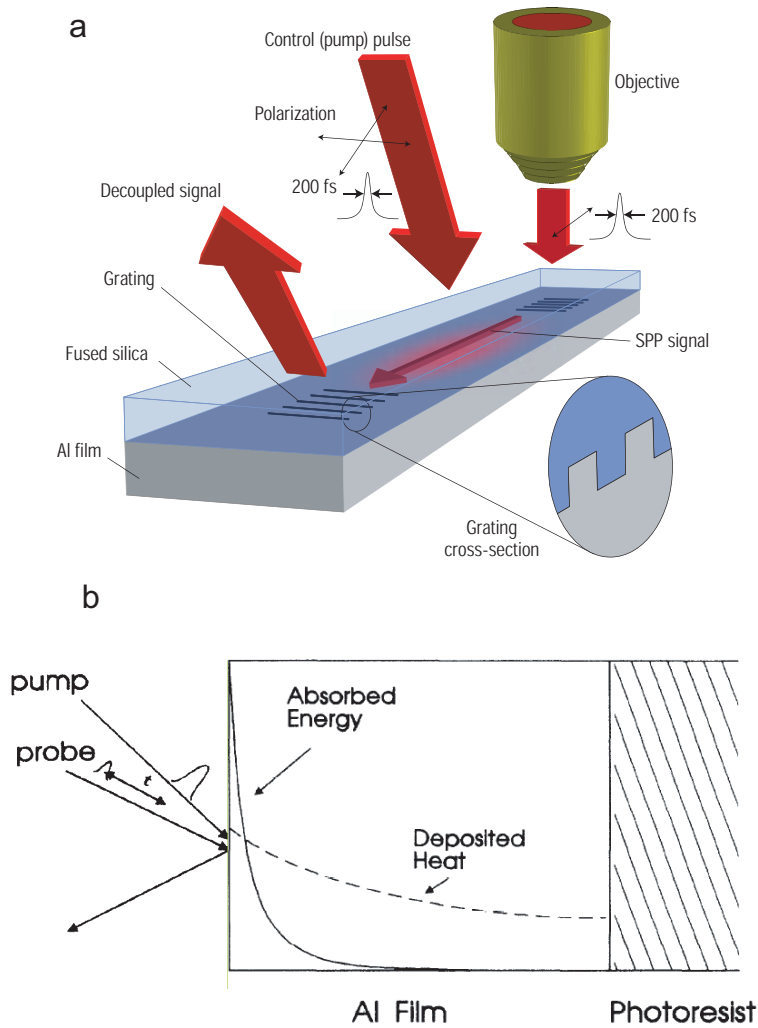 a
Control (pump) pulse
Objective
Polarization
200 fs
Decoupled signal
200 fs
Grating
SPP signal
Fused silica
Al film
Grating
cross-section
b
pump
Absorbed
Energy
probe
t
Deposited
Heat
Al Film
Photoresist